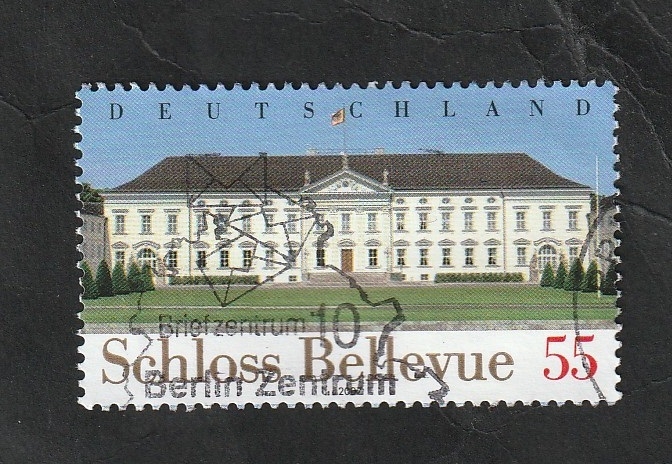 DEUTSCHLAND
Briefzentrum 10
Schloss Bellevue 55
Berlin Zentrum